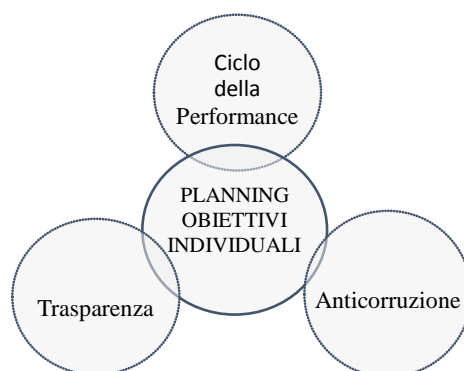 Ciclo
della
Performance
PLANNING
OBIETTIVI
INDIVIDUALI
Trasparenza
Anticorruzione